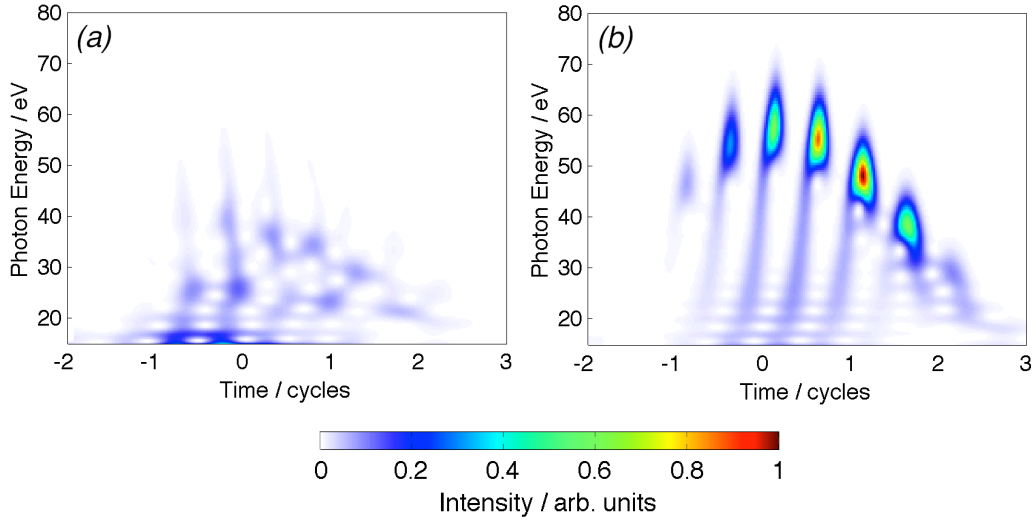 (a)
80
70
60
50
40
30
20
Photon Energy / eV
-2 -1 0 1 2 3
Time / cycles
(b)
80
70
60
50
40
30
20
Photon Energy / eV
-2 -1 0 1 2 3
Time / cycles
0 0.2 0.4 0.6 0.8 1
Intensity / arb. units